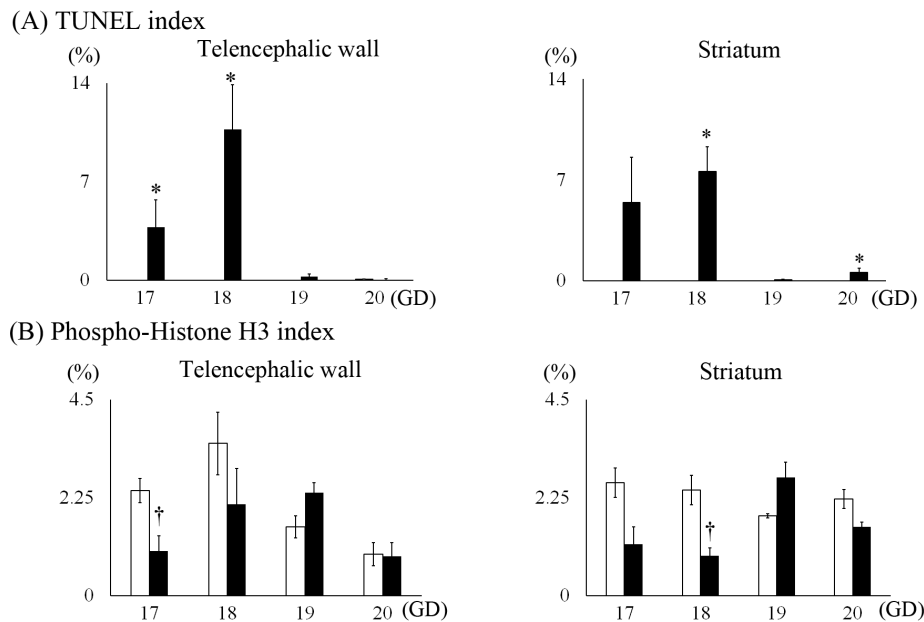 (A) TUNEL index
Telencephalic wall
Striatum
(%)
(%)
14
7
0
*
*
17 18 19 20 (GD)
14
7
0
*
*
17 18 19 20 (GD)
(B) Phospho-Histone H3 index
Telencephalic wall
Striatum
(%)
(%)
4.5
2.25
0
†
17 18 19 20 (GD)
4.5
2.25
0
†
17 18 19 20 (GD)